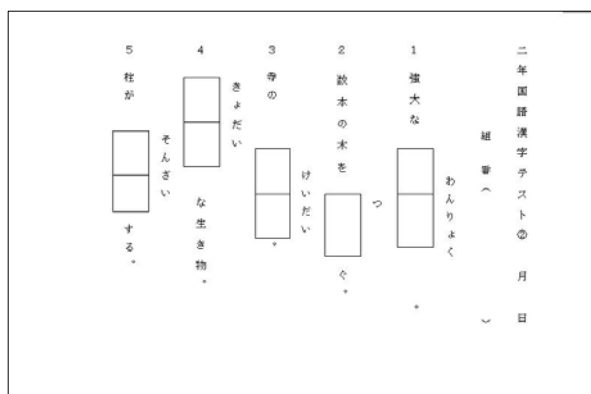 二年国語漢字テスト② 月 日
組 番( )
1 強大な
わんりょく
。
2 数本の木を
つ
ぐ。
3 寺の
けいだい
。
4
きょだい
な生き物。
5 柱が
そんざい
する。